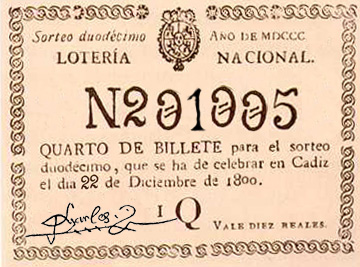 Sorteo duodécimo AÑO DE MDCCC
LOTERÍA NACIONAL.
N201005
QUARTO DE BILLETE para el sorteo
duodécimo, que se ha de celebrar en Cadiz
el dia 22 de Diciembre de 1800.
1 Q
VALE DIEZ REALES.